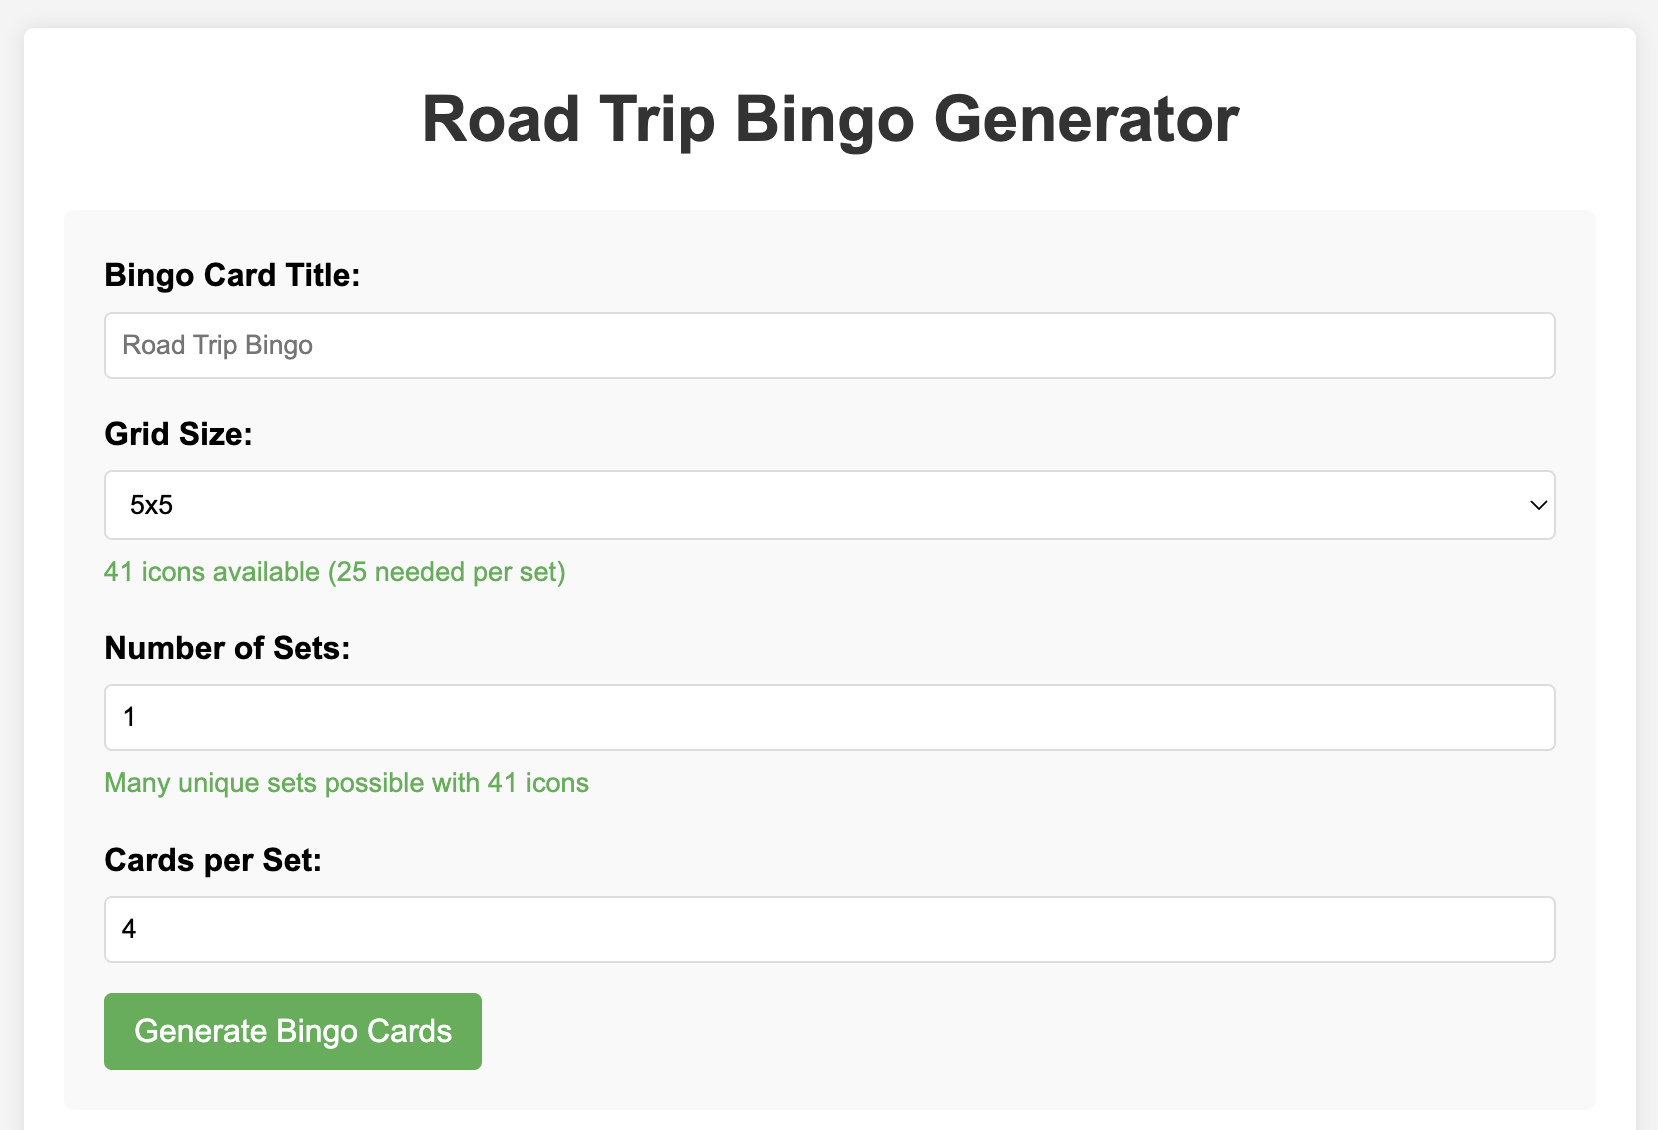 Road Trip Bingo Generator
Bingo Card Title:
Road Trip Bingo
Grid Size:
5x5
41 icons available (25 needed per set)
Number of Sets:
1
Many unique sets possible with 41 icons
Cards per Set:
4
Generate Bingo Cards